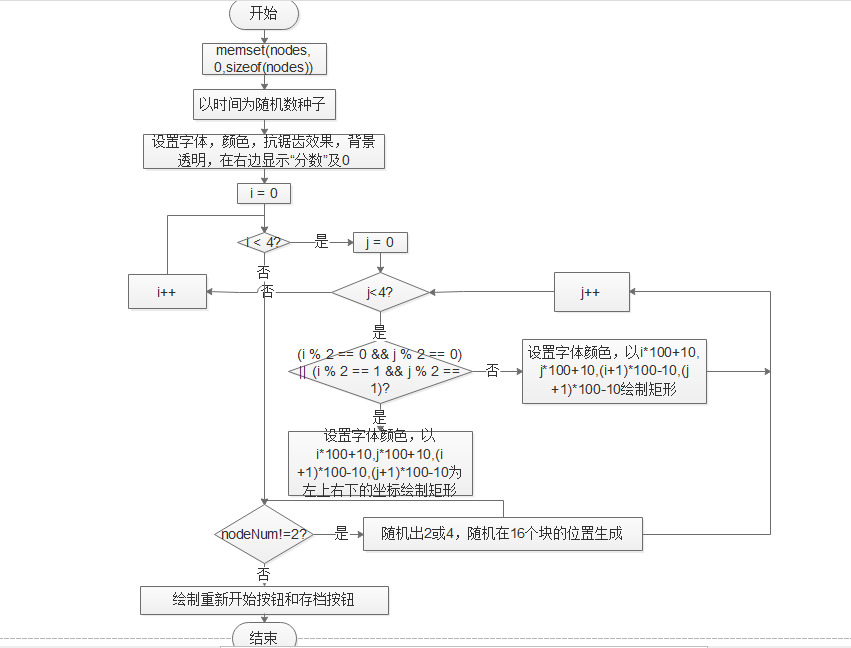 开始
memset(nodes,
0,sizeof(nodes))
以时间为随机数种子
设置字体，颜色，抗锯齿效果，背景
透明，在右边显示“分数”及0
i = 0
i < 4?
是
j = 0
否
i++
否
j<4?
j++
是
(i % 2 == 0 && j % 2 == 0)
|| (i % 2 == 1 && j % 2 ==
1)?
否
设置字体颜色，以i*100+10,
j*100+10,(i+1)*100-10,(j
+1)*100-10绘制矩形
是
设置字体颜色，以
i*100+10,j*100+10,(i
+1)*100-10,(j+1)*100-10为
左上右下的坐标绘制矩形
nodeNum!=2?
是
随机出2或4，随机在16个块的位置生成
否
绘制重新开始按钮和存档按钮
结束